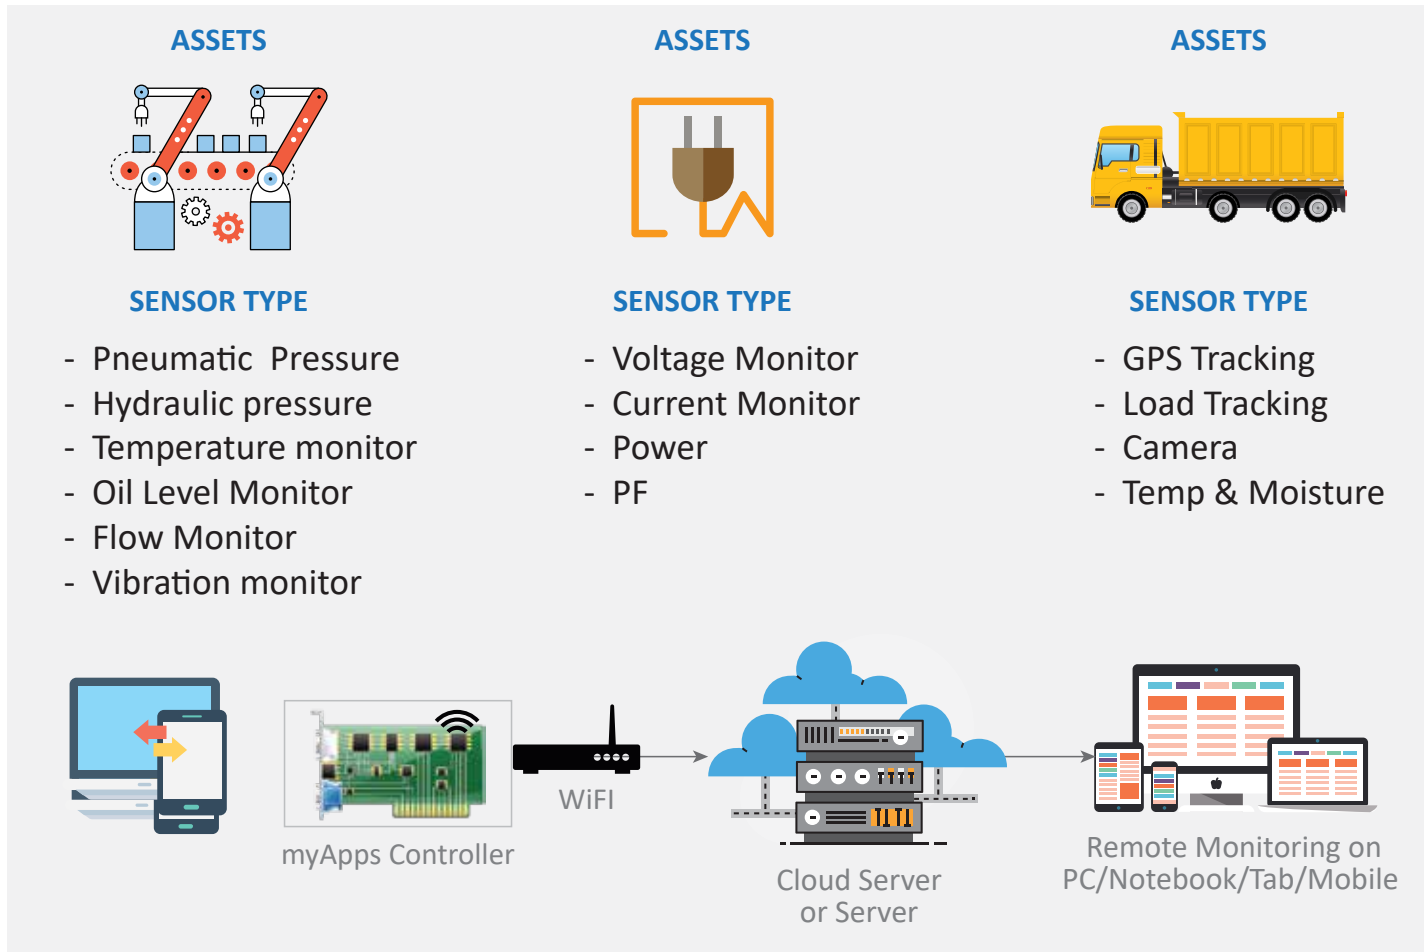 ASSETS
SENSOR TYPE
- Pneumatic Pressure
- Hydraulic pressure
- Temperature monitor
- Oil Level Monitor
- Flow Monitor
- Vibration monitor
ASSETS
SENSOR TYPE
- Voltage Monitor
- Current Monitor
- Power
- PF
ASSETS
SENSOR TYPE
- GPS Tracking
- Load Tracking
- Camera
- Temp & Moisture
myApps Controller
WiFI
Cloud Server
or Server
Remote Monitoring on
PC/Notebook/Tab/Mobile